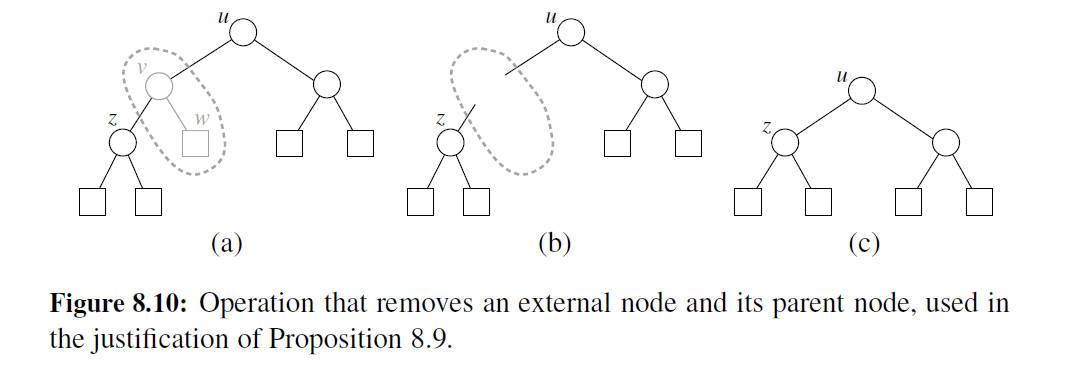 u u
v u
z w z z
(a) (b) (c)
Figure 8.10: Operation that removes an external node and its parent node, used in
the justification of Proposition 8.9.